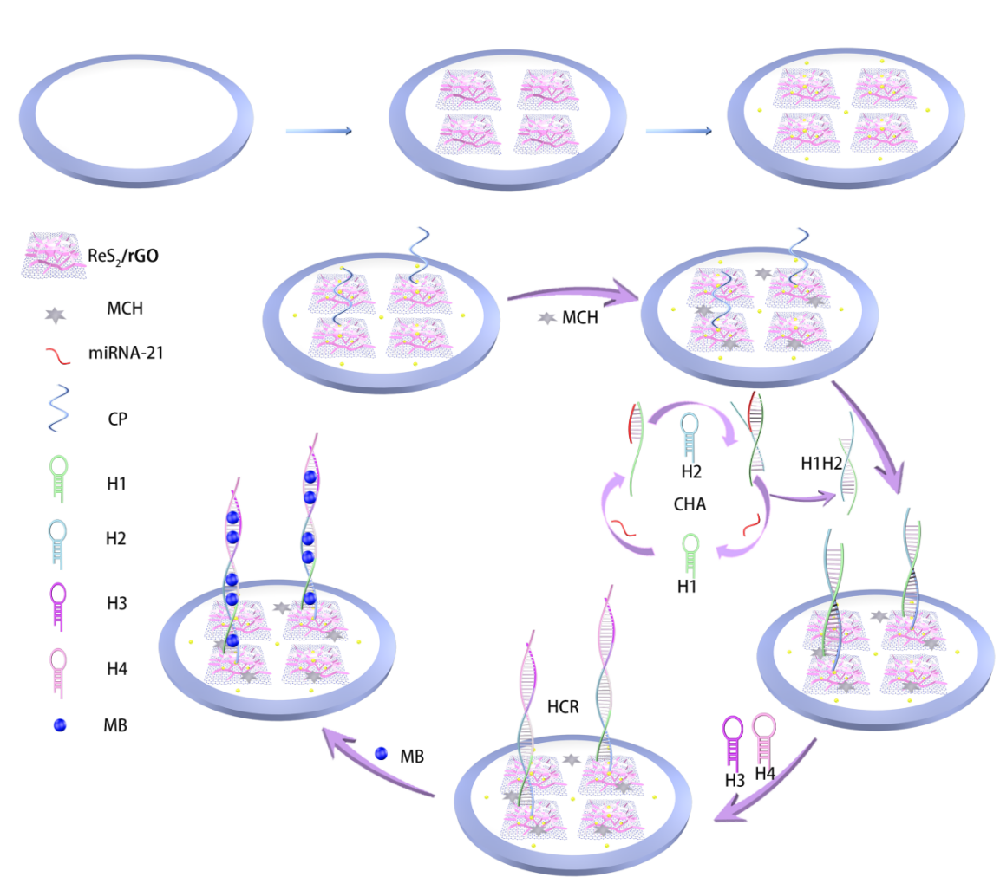 ReS2/rGO
MCH
miRNA-21
CP
H1
H2
H3
H4
MB
MCH
H2
CHA
H1
H1H2
H3
H4
HCR
MB